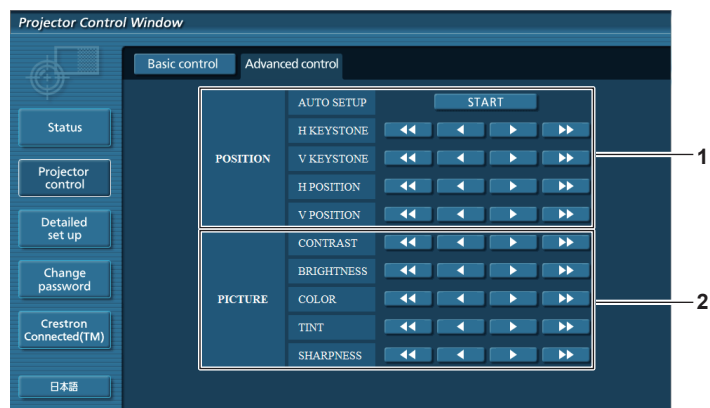 Projector Control Window
Basic control
Advanced control
Status
Projector
control
Detailed
set up
Change
password
Crestron
Connected(TM)
日本語
POSITION
AUTO SETUP
START
H KEYSTONE
V KEYSTONE
H POSITION
V POSITION
1
PICTURE
CONTRAST
BRIGHTNESS
COLOR
TINT
SHARPNESS
2